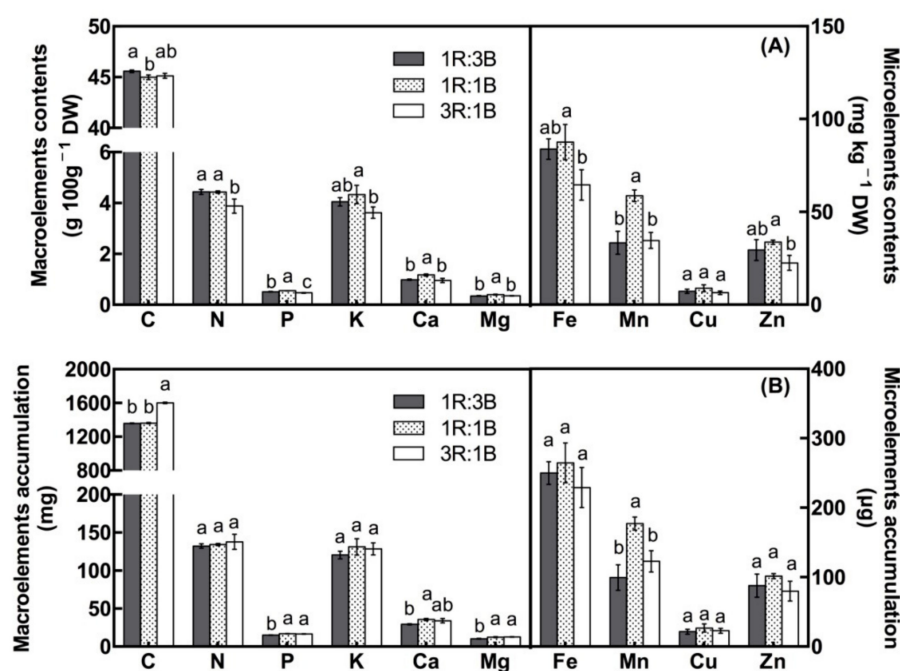 Macroelements contents
(g 100g⁻¹ DW)
50
45
40
6
4
2
0
a b ab
a a b
b a c
ab a b
b a b
b a b
1R:3B
1R:1B
3R:1B
C N P K Ca Mg
(A)
ab a b
b a b
a a a
ab a b
Fe Mn Cu Zn
150
100
50
0
Microelements contents
(mg kg⁻¹ DW)
Macroelements accumulation
(mg)
2000
1600
1200
800
200
150
100
50
0
b b a
a a a
b a a
a a a
b a ab
b a a
1R:3B
1R:1B
3R:1B
C N P K Ca Mg
(B)
a a a
b a b
a a a
a a a
Fe Mn Cu Zn
400
300
200
100
0
Microelements accumulation
(µg)